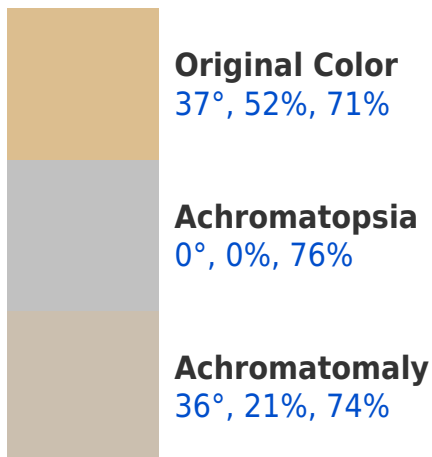 Original Color
37°, 52%, 71%
Achromatopsia
0°, 0%, 76%
Achromatomaly
36°, 21%, 74%